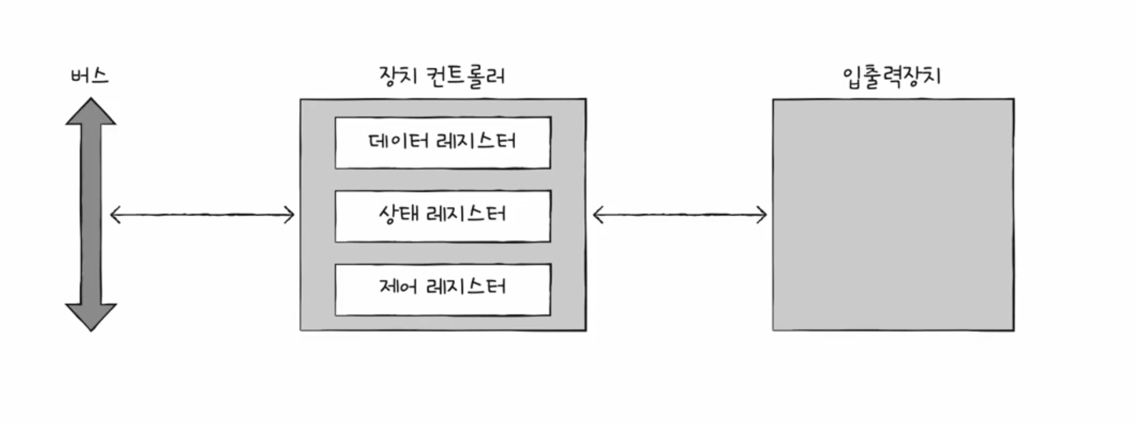 버스
장치 컨트롤러
입출력장치
데이터 레지스터
상태 레지스터
제어 레지스터